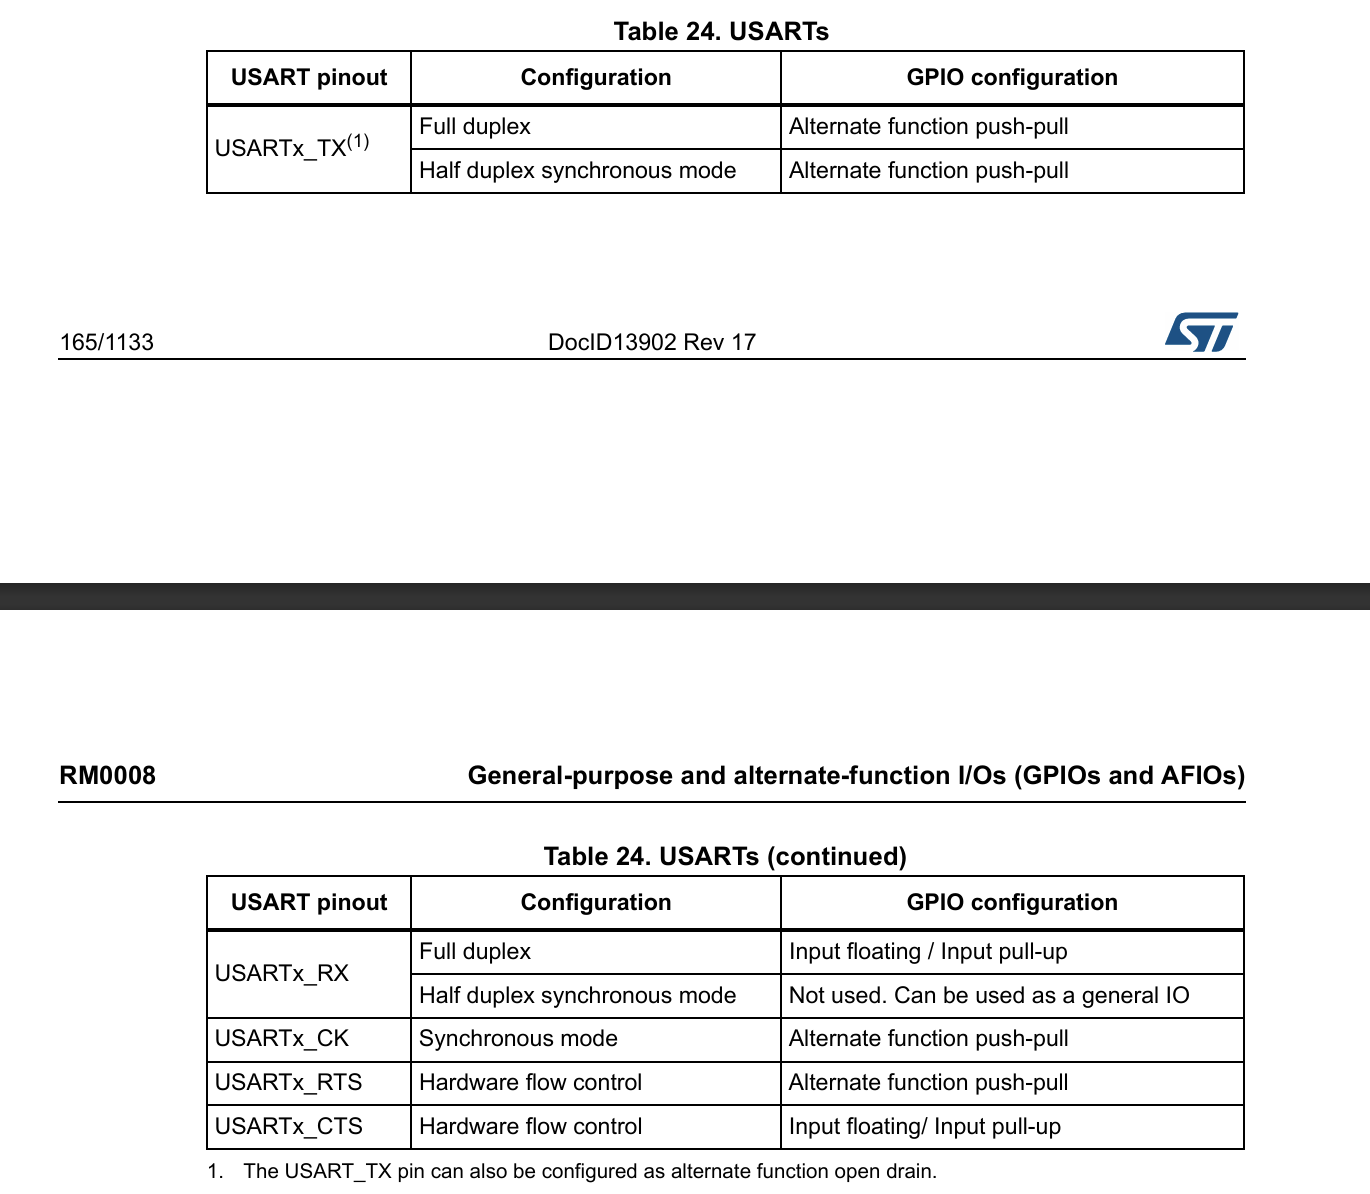 Table 24. USARTs
USART pinout Configuration GPIO configuration
USARTx_TX(1) Full duplex Alternate function push-pull
Half duplex synchronous mode Alternate function push-pull
165/1133 DocID13902 Rev 17 ST
RM0008 General-purpose and alternate-function I/Os (GPIOs and AFIOs)
Table 24. USARTs (continued)
USART pinout Configuration GPIO configuration
USARTx_RX Full duplex Input floating / Input pull-up
Half duplex synchronous mode Not used. Can be used as a general IO
USARTx_CK Synchronous mode Alternate function push-pull
USARTx_RTS Hardware flow control Alternate function push-pull
USARTx_CTS Hardware flow control Input floating/ Input pull-up
1. The USART_TX pin can also be configured as alternate function open drain.